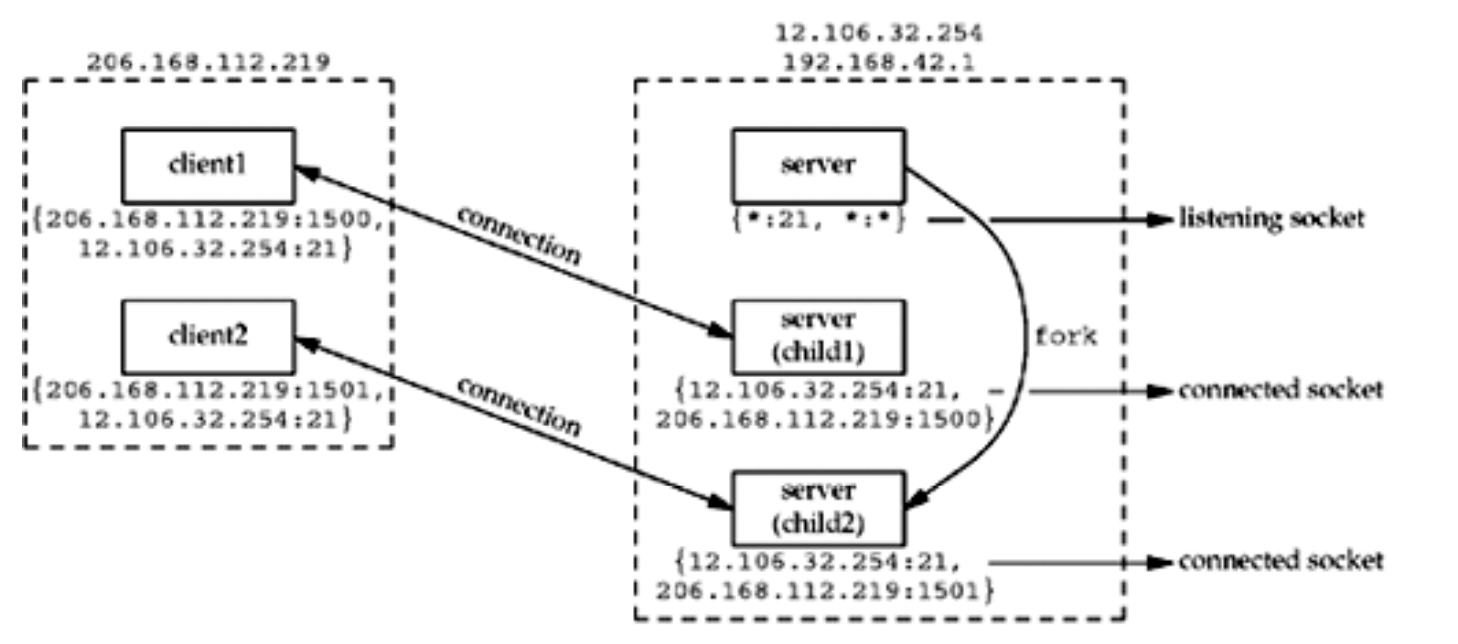 206.168.112.219
client1
{206.168.112.219:1500,
12.106.32.254:21}
client2
{206.168.112.219:1501,
12.106.32.254:21}
connection
connection
12.106.32.254
192.168.42.1
server
{*:21, *:*}
listening socket
server
(child1)
fork
{12.106.32.254:21,
206.168.112.219:1500}
connected socket
server
(child2)
{12.106.32.254:21,
206.168.112.219:1501}
connected socket